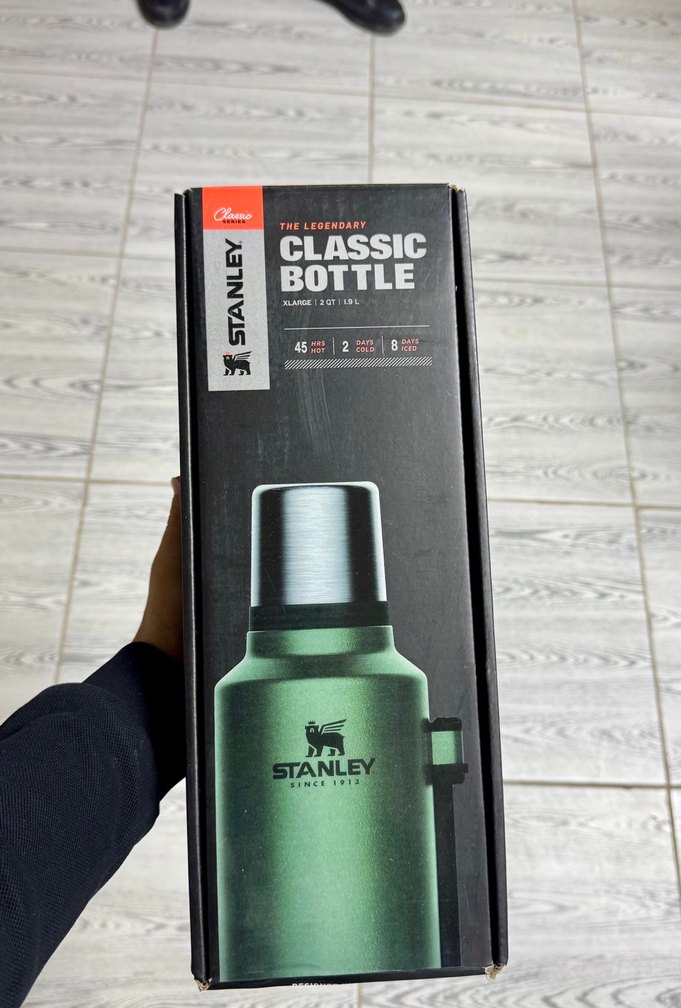 Classic
SERIES
STANLEY
THE LEGENDARY
CLASSIC
BOTTLE
XLARGE | 2 QT | 1.9 L
45 HRS HOT | 2 DAYS COLD | 8 DAYS ICED
STANLEY
SINCE 1913